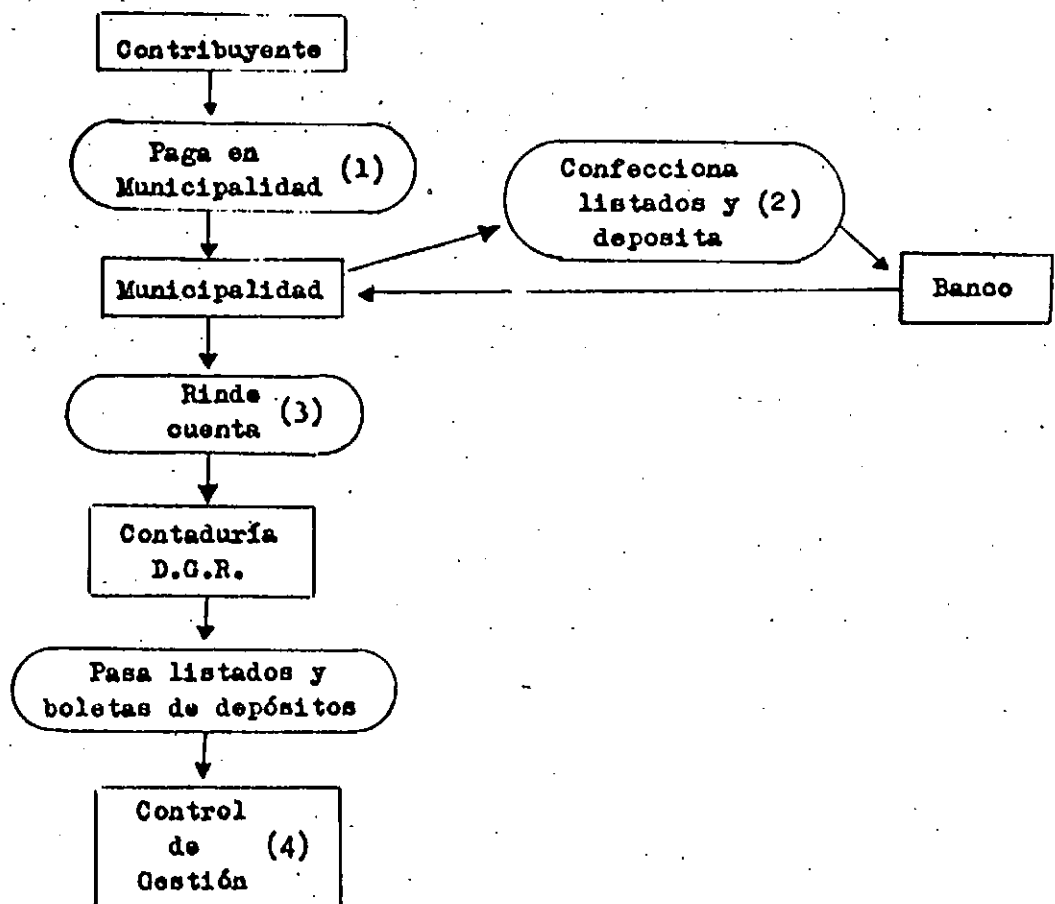 Contribuyente
Paga en
Municipalidad (1)
Confecciona
listados y (2)
deposita
Municipalidad
Banco
Rinde
cuenta (3)
Contaduría
D.G.R.
Pasa listados y
boletas de depósitos
Control
de (4)
Gestión